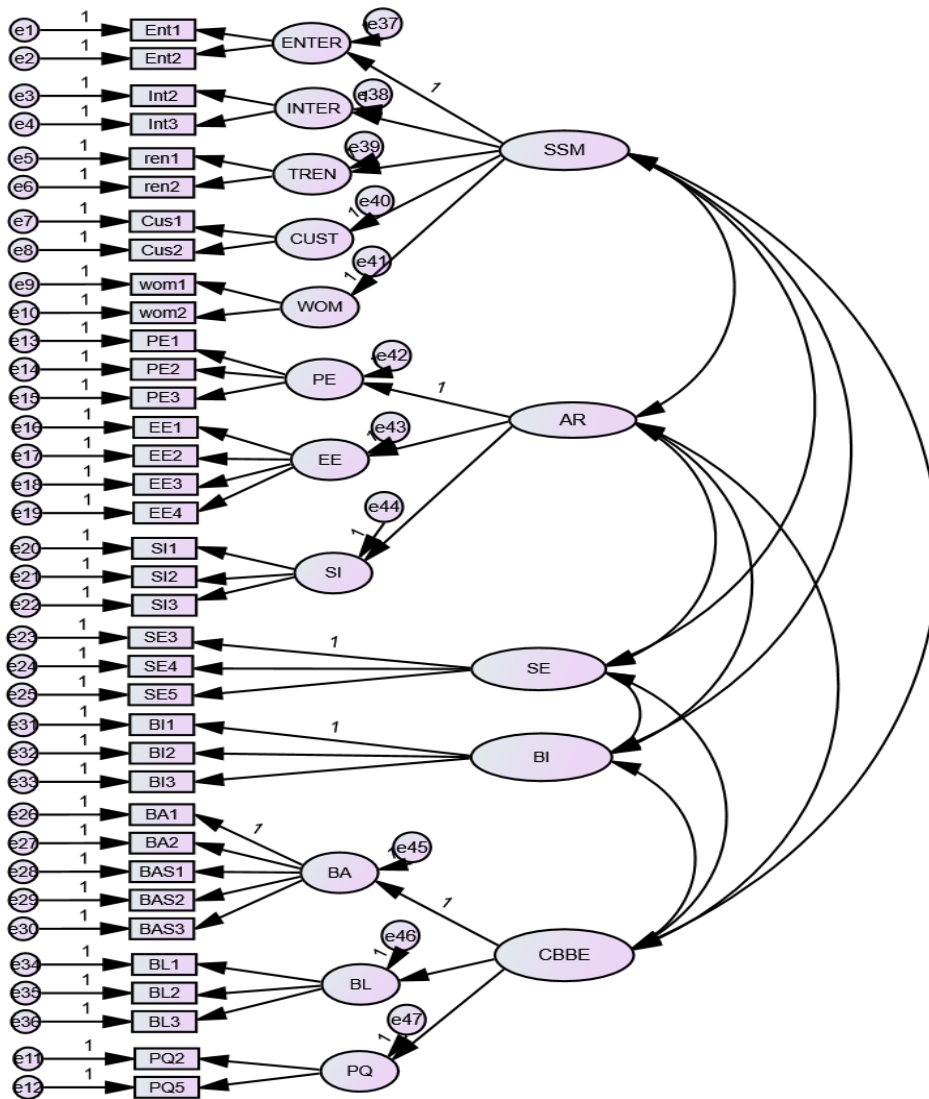 e1 1 Ent1 ENTER e37
e2 1 Ent2
1
e3 1 Int2 INTER e38
e4 1 Int3
SSM
e5 1 ren1 TREN e39
e6 1 ren2
e7 1 Cus1 CUST 1 e40
e8 1 Cus2
e9 1 wom1 WOM 1 e41
e10 1 wom2
e13 1 PE1
e14 1 PE2 PE e42
e15 1 PE3 1
AR
e16 1 EE1 e43
e17 1 EE2 EE 1
e18 1 EE3
e19 1 EE4
e44
e20 1 SI1 1
e21 1 SI2 SI
e22 1 SI3
e23 1 SE3 1
e24 1 SE4 SE
e25 1 SE5
e31 1 BI1 1
e32 1 BI2 BI
e33 1 BI3
e26 1 BA1 1
e27 1 BA2 e45
e28 1 BAS1 BA 1
e29 1 BAS2
e30 1 BAS3
e46 1 CBBE
e34 1 BL1
e35 1 BL2 BL
e36 1 BL3
e47 1
e11 1 PQ2 PQ
e12 1 PQ5